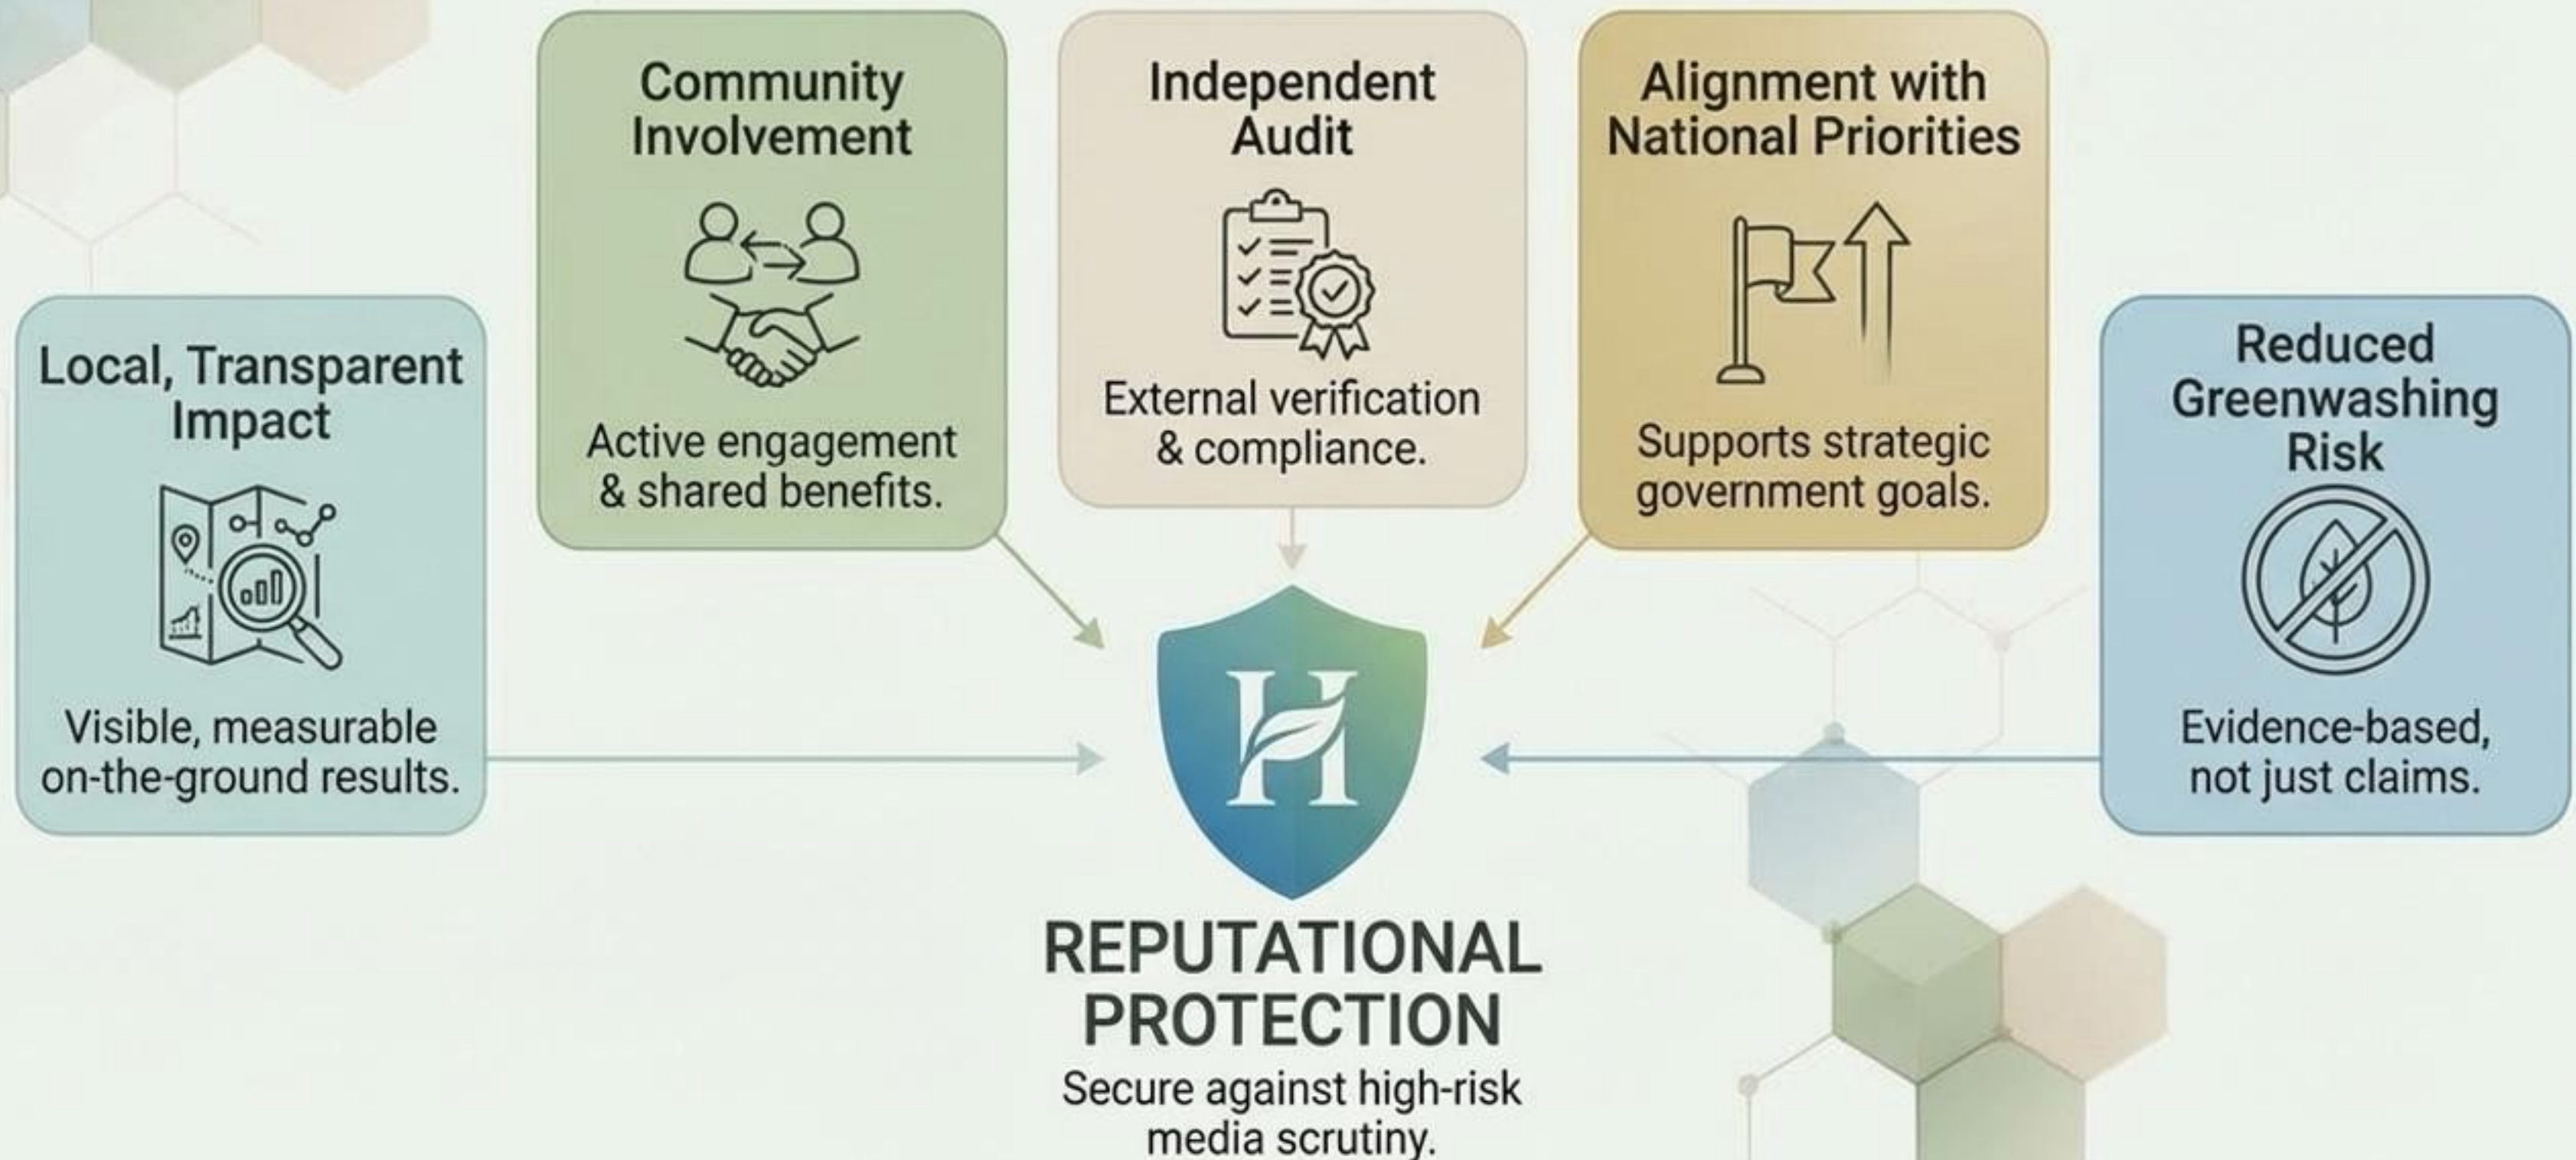 Local, Transparent
Impact
Visible, measurable
on-the-ground results.
Community
Involvement
Active engagement
& shared benefits.
Independent
Audit
External verification
& compliance.
Alignment with
National Priorities
Supports strategic
government goals.
Reduced
Greenwashing
Risk
Evidence-based,
not just claims.
H
REPUTATIONAL
PROTECTION
Secure against high-risk
media scrutiny.